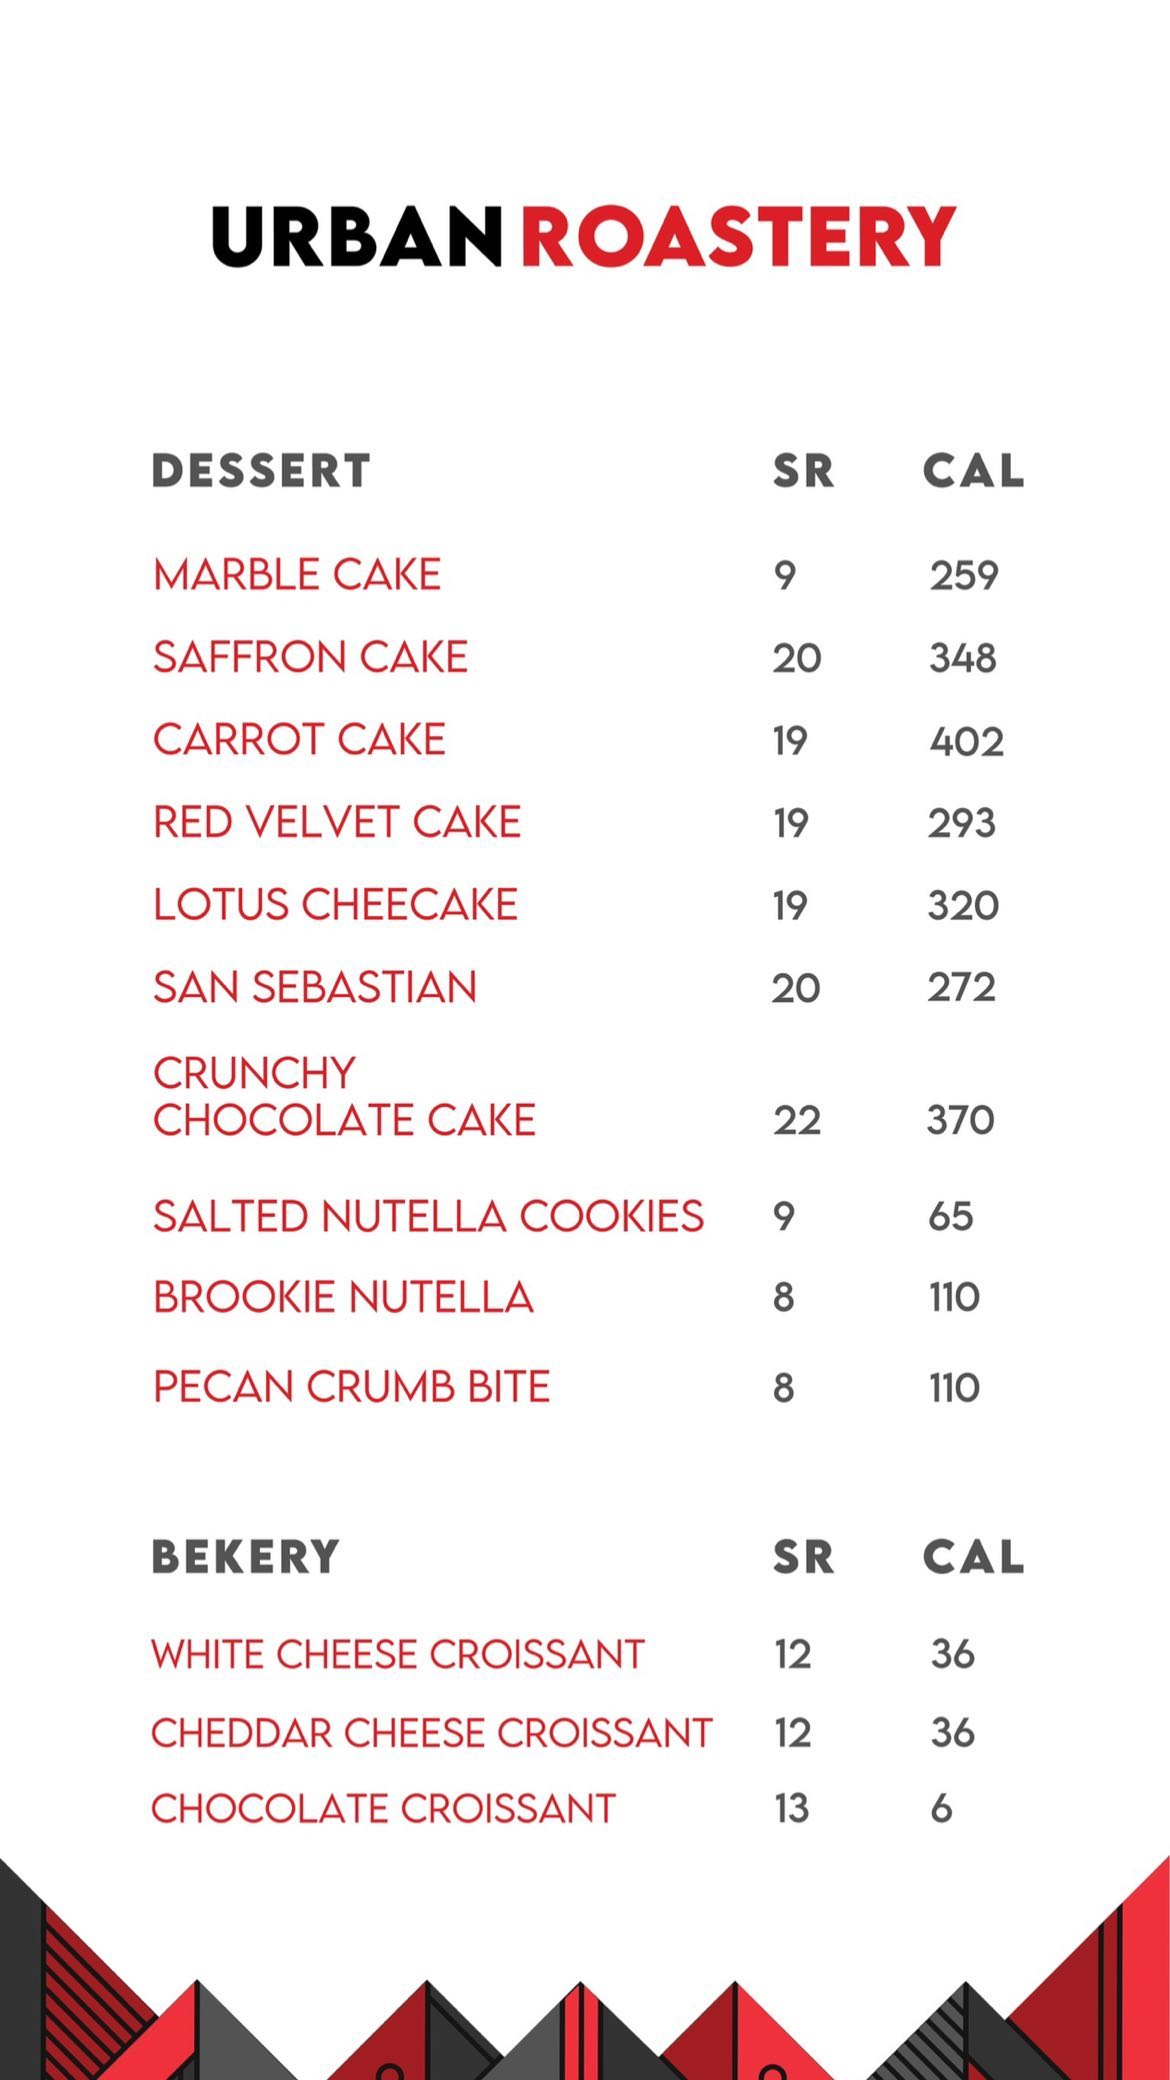 URBAN ROASTERY
DESSERT SR CAL
MARBLE CAKE 9 259
SAFFRON CAKE 20 348
CARROT CAKE 19 402
RED VELVET CAKE 19 293
LOTUS CHEECAKE 19 320
SAN SEBASTIAN 20 272
CRUNCHY
CHOCOLATE CAKE 22 370
SALTED NUTELLA COOKIES 9 65
BROOKIE NUTELLA 8 110
PECAN CRUMB BITE 8 110
BEKERY SR CAL
WHITE CHEESE CROISSANT 12 36
CHEDDAR CHEESE CROISSANT 12 36
CHOCOLATE CROISSANT 13 6